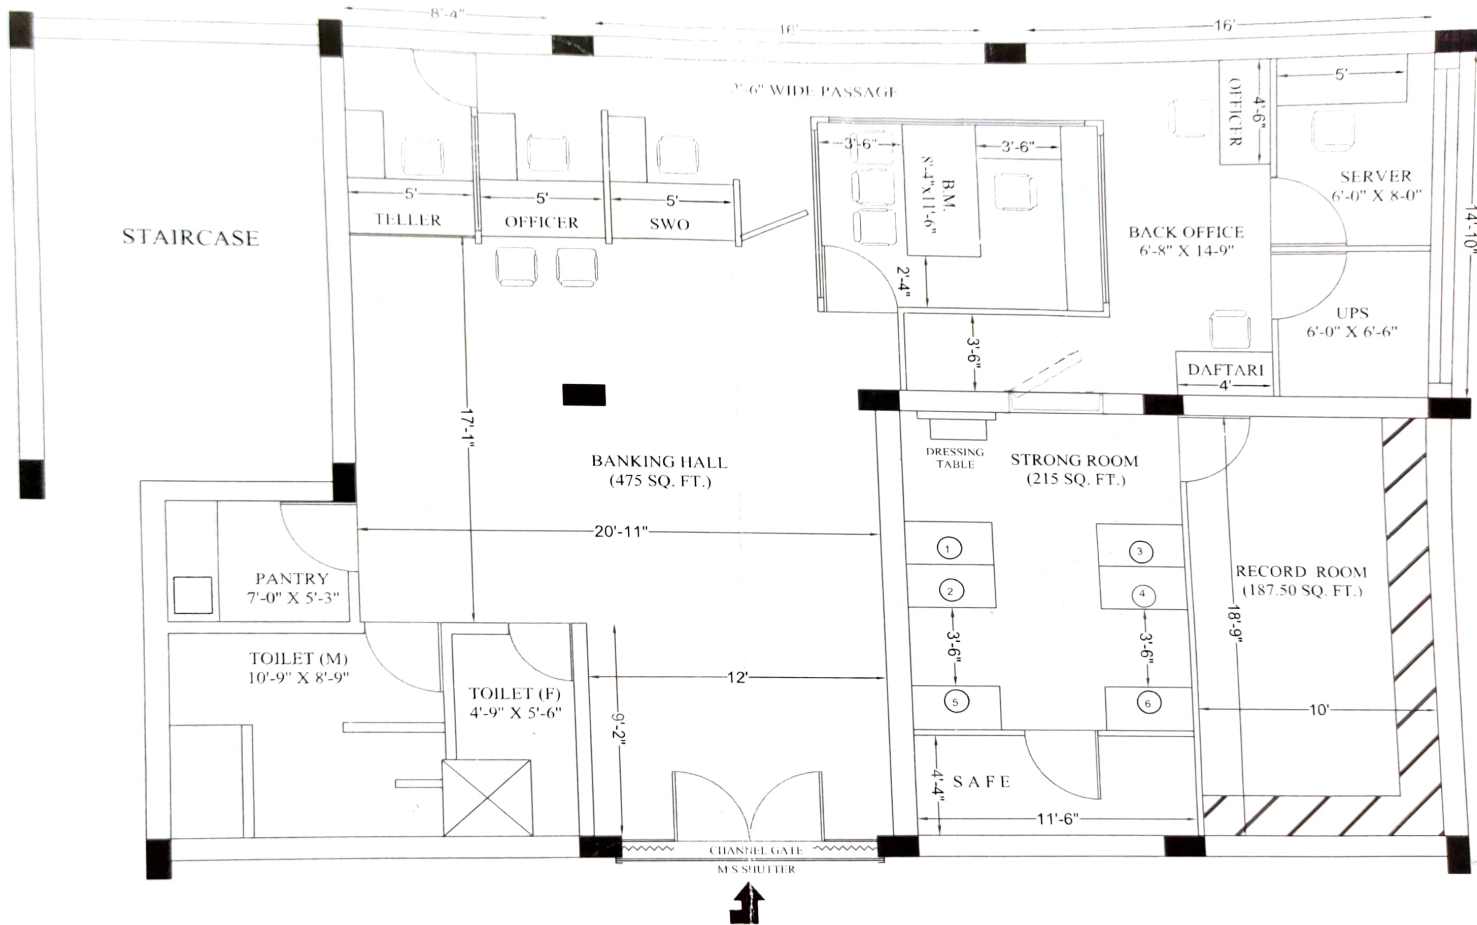 8'-4"
16'
16'
2'-6" WIDE PASSAGE
OFFICER
4'-6"
5'
3'-6"
B.M.
8'-4"x11'-6"
3'-6"
SERVER
6'-0" X 8-0"
14'-10"
5'
5'
5'
TELLER
OFFICER
SWO
STAIRCASE
BACK OFFICE
6'-8" X 14-9"
2'-4"
UPS
6'-0" X 6'-6"
3'-6"
DAFTARI
4'
17'-1"
BANKING HALL
(475 SQ. FT.)
DRESSING
TABLE
STRONG ROOM
(215 SQ. FT.)
20'-11"
1
3
2
4
PANTRY
7'-0" X 5'-3"
RECORD ROOM
(187.50 SQ. FT.)
18'-9"
3'-6"
3'-6"
TOILET (M)
10'-9" X 8'-9"
TOILET (F)
4'-9" X 5'-6"
12'
9'-2"
5
6
10'
4'-4"
SAFE
11'-6"
CHANNEL GATE
M S SHUTTER